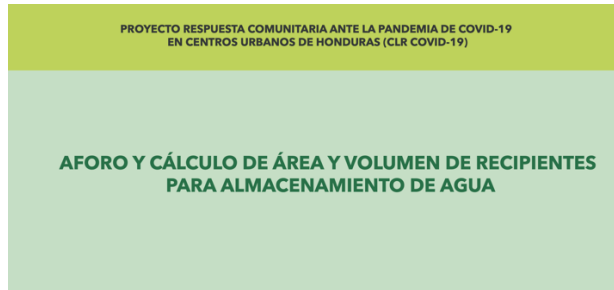 PROYECTO RESPUESTA COMUNITARIA ANTE LA PANDEMIA DE COVID-19
EN CENTROS URBANOS DE HONDURAS (CLR COVID-19)
AFORO Y CÁLCULO DE ÁREA Y VOLUMEN DE RECIPIENTES
PARA ALMACENAMIENTO DE AGUA